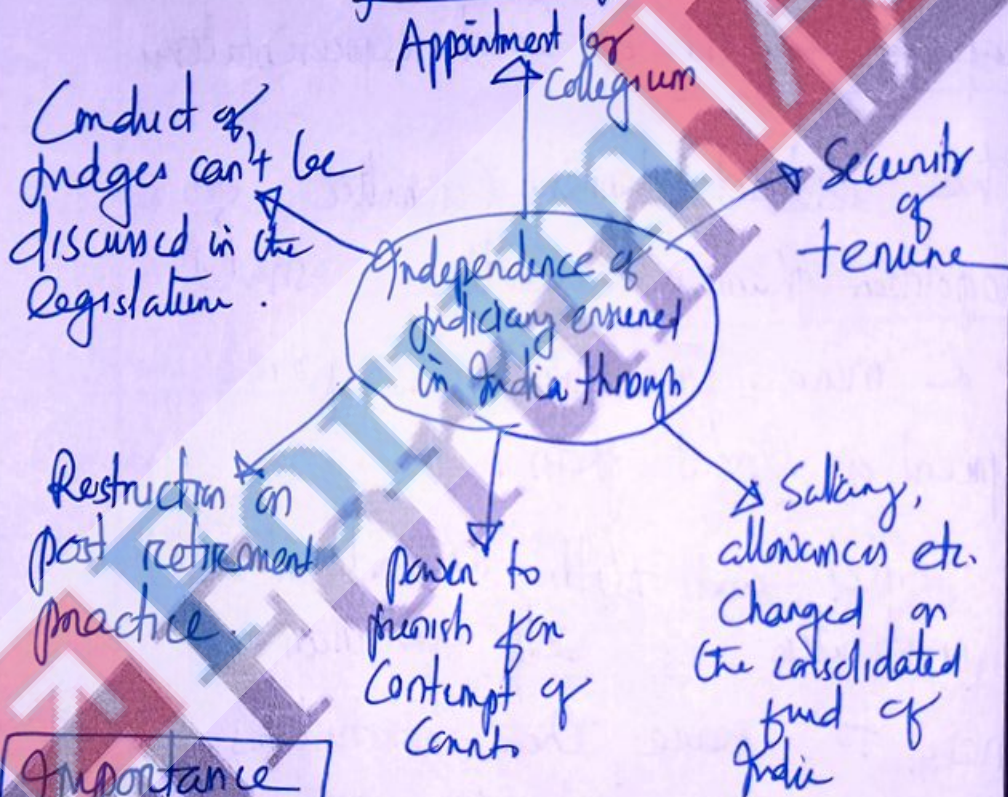 Appointment by
Collegium
Conduct of
judges can't be
discussed in the
legislature.
Security
of
tenure
Independence of
judiciary ensured
in India through
Restriction on
post retirement
practice.
Power to
punish for
Contempt of
Courts
Salary,
allowances etc.
Charged on
the consolidated
fund of
India
Importance
ForumIAS